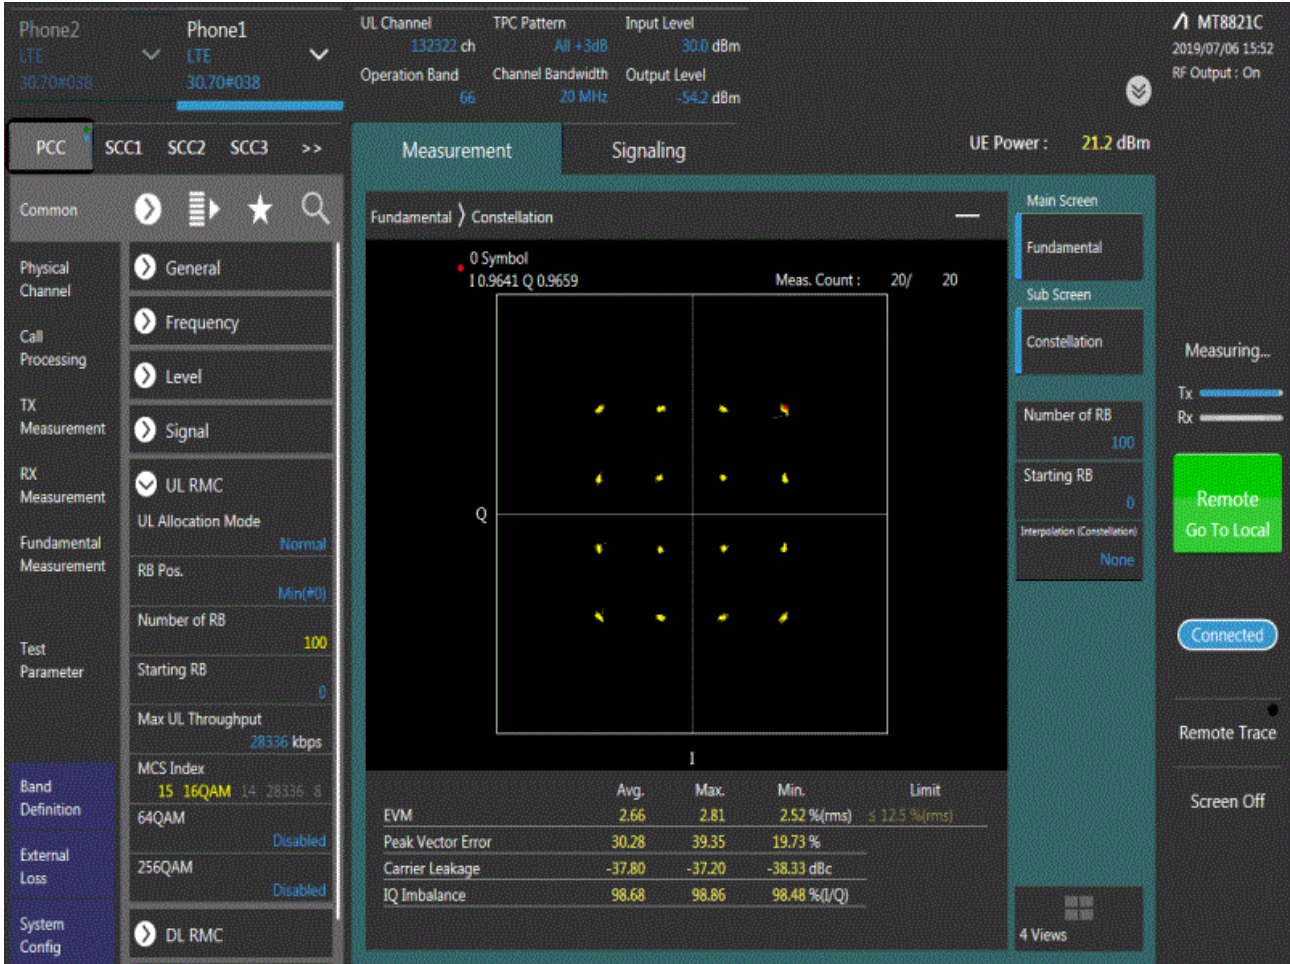 Phone2
LTE
30.70#038
Phone1
LTE
30.70#038
UL Channel
132322 ch
TPC Pattern
All +3dB
Input Level
30.0 dBm
Operation Band
66
Channel Bandwidth
20 MHz
Output Level
-54.2 dBm
MT8821C
2019/07/06 15:52
RF Output : On
PCC SCC1 SCC2 SCC3 >>
Measurement Signaling
UE Power : 21.2 dBm
Common
Physical
Channel
Call
Processing
TX
Measurement
RX
Measurement
Fundamental
Measurement
Test
Parameter
Band
Definition
External
Loss
System
Config
General
Frequency
Level
Signal
UL RMC
UL Allocation Mode
Normal
RB Pos.
Min(#0)
Number of RB
100
Starting RB
0
Max UL Throughput
28336 kbps
MCS Index
15 16QAM 14 28336 8
64QAM
Disabled
256QAM
Disabled
DL RMC
Fundamental 〉 Constellation
0 Symbol
I 0.9641 Q 0.9659
Meas. Count : 20/ 20
Q
I
Avg. Max. Min. Limit
EVM 2.66 2.81 2.52 %(rms) ≤ 12.5 %(rms)
Peak Vector Error 30.28 39.35 19.73 %
Carrier Leakage -37.80 -37.20 -38.33 dBc
IQ Imbalance 98.68 98.86 98.48 %(I/Q)
Main Screen
Fundamental
Sub Screen
Constellation
Number of RB
100
Starting RB
0
Interpolation (Constellation)
None
4 Views
Measuring...
Tx
Rx
Remote
Go To Local
Connected
Remote Trace
Screen Off